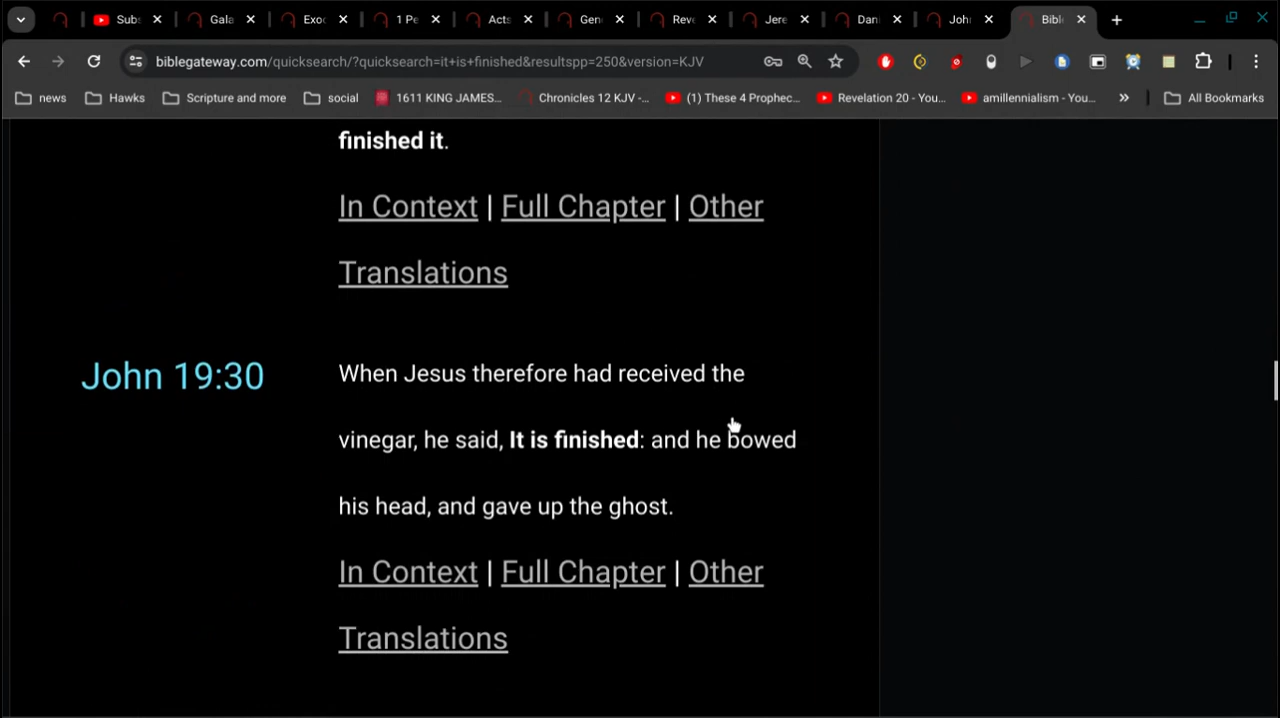 Subs
Gala
Exoc
1 Pe
Acts
Gen
Reve
Jere
Dani
John
Bible
biblegateway.com/quicksearch/?quicksearch=it+is+finished&resultspp=250&version=KJV
news
Hawks
Scripture and more
social
1611 KING JAMES...
Chronicles 12 KJV -...
(1) These 4 Prophec...
Revelation 20 - You...
amillennialism - You...
»
All Bookmarks
finished it.
In Context | Full Chapter | Other
Translations
John 19:30
When Jesus therefore had received the
vinegar, he said, It is finished: and he bowed
his head, and gave up the ghost.
In Context | Full Chapter | Other
Translations